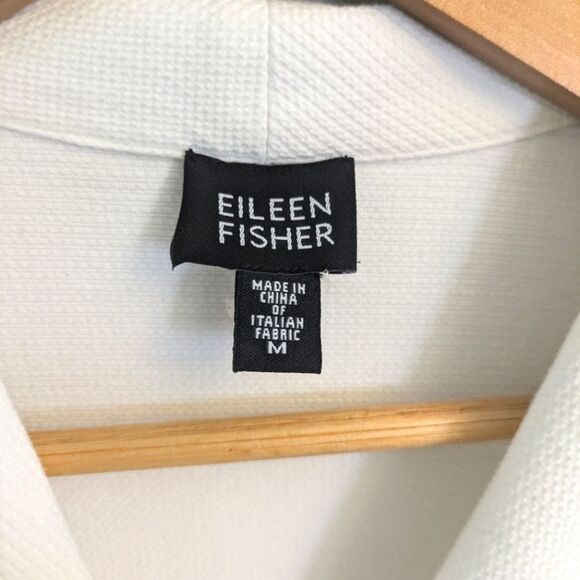 EILEEN
FISHER
MADE IN
CHINA
OF
ITALIAN
FABRIC
M